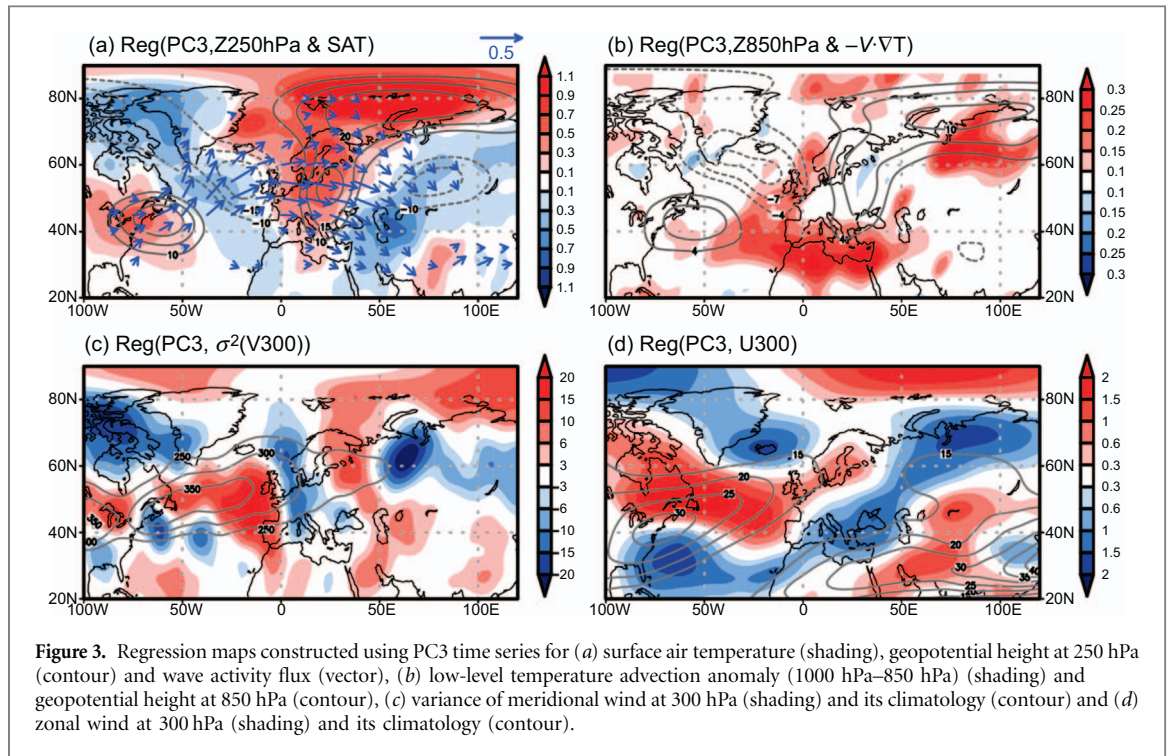 (a) Reg(PC3,Z250hPa & SAT)
0.5
80N
60N
40N
20N
100W
50W
0
50E
100E
10
20
15
10
−15
−10
−10
1.1
0.9
0.7
0.5
0.3
0.1
0.1
0.3
0.5
0.7
0.9
1.1
(b) Reg(PC3,Z850hPa & −V·∇T)
80N
60N
40N
20N
100W
50W
0
50E
100E
4
−7
−4
4
7
10
0.3
0.25
0.2
0.15
0.1
0.1
0.15
0.2
0.25
0.3
(c) Reg(PC3, σ²(V300))
80N
60N
40N
20N
100W
50W
0
50E
100E
250
300
350
250
20
15
10
6
3
−3
−6
−10
−15
−20
(d) Reg(PC3, U300)
80N
60N
40N
20N
100W
50W
0
50E
100E
15
20
25
30
15
20
30
25
35
40
2
1.5
1
0.6
0.3
0.3
0.6
1
1.5
2
Figure 3. Regression maps constructed using PC3 time series for (a) surface air temperature (shading), geopotential height at 250 hPa
(contour) and wave activity flux (vector), (b) low-level temperature advection anomaly (1000 hPa–850 hPa) (shading) and
geopotential height at 850 hPa (contour), (c) variance of meridional wind at 300 hPa (shading) and its climatology (contour) and (d)
zonal wind at 300 hPa (shading) and its climatology (contour).